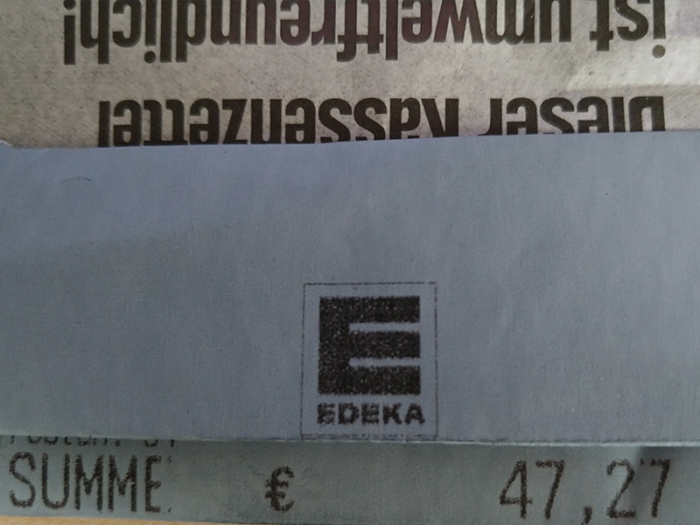 ist umweltfreundlich!
Dieser Kassenzettel
EDEKA
SUMME € 47,27